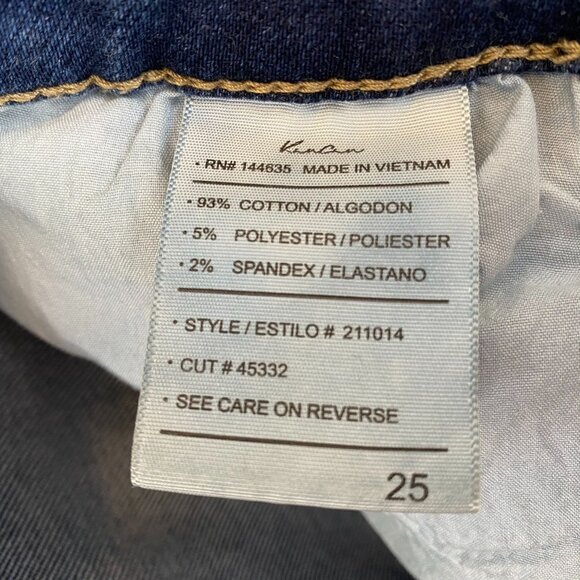 KanCan
• RN# 144635 MADE IN VIETNAM
• 93% COTTON / ALGODON
• 5% POLYESTER / POLIESTER
• 2% SPANDEX / ELASTANO
• STYLE / ESTILO # 211014
• CUT # 45332
• SEE CARE ON REVERSE
25